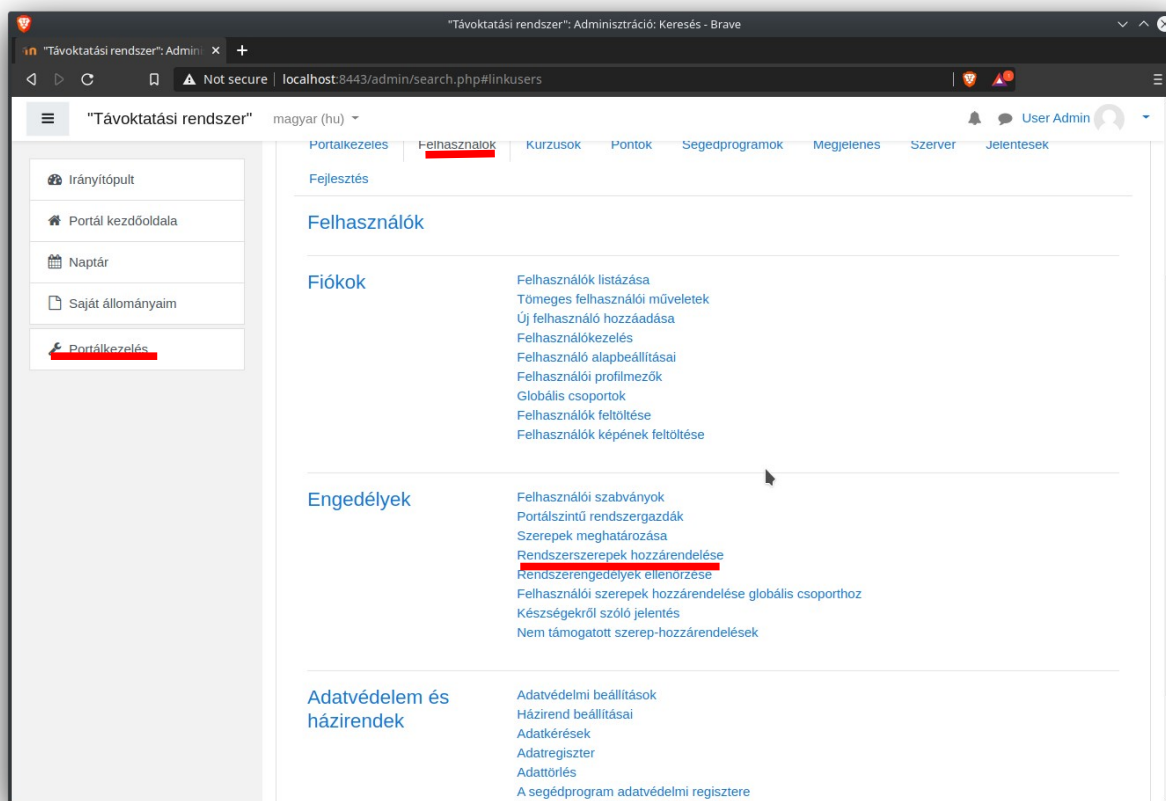 "Távoktatási rendszer": Adminisztráció: Keresés - Brave
"Távoktatási rendszer": Admini
Not secure | localhost:8443/admin/search.php#linkusers
"Távoktatási rendszer" magyar (hu) User Admin
Portálkezelés Felhasználók Kurzusok Pontok Segédprogramok Megjelenés Szerver Jelentések
Fejlesztés
Irányítópult
Portál kezdőoldala
Naptár
Saját állományaim
Portálkezelés
Felhasználók
Fiókok
Felhasználók listázása
Tömeges felhasználói műveletek
Új felhasználó hozzáadása
Felhasználókezelés
Felhasználó alapbeállításai
Felhasználói profilmezők
Globális csoportok
Felhasználók feltöltése
Felhasználók képének feltöltése
Engedélyek
Felhasználói szabványok
Portálszintű rendszergazdák
Szerepek meghatározása
Rendszerszerepek hozzárendelése
Rendszerengedélyek ellenőrzése
Felhasználói szerepek hozzárendelése globális csoporthoz
Készségekről szóló jelentés
Nem támogatott szerep-hozzárendelések
Adatvédelem és
házirendek
Adatvédelmi beállítások
Házirend beállításai
Adatkérések
Adatregiszter
Adattörlés
A segédprogram adatvédelmi regisztere